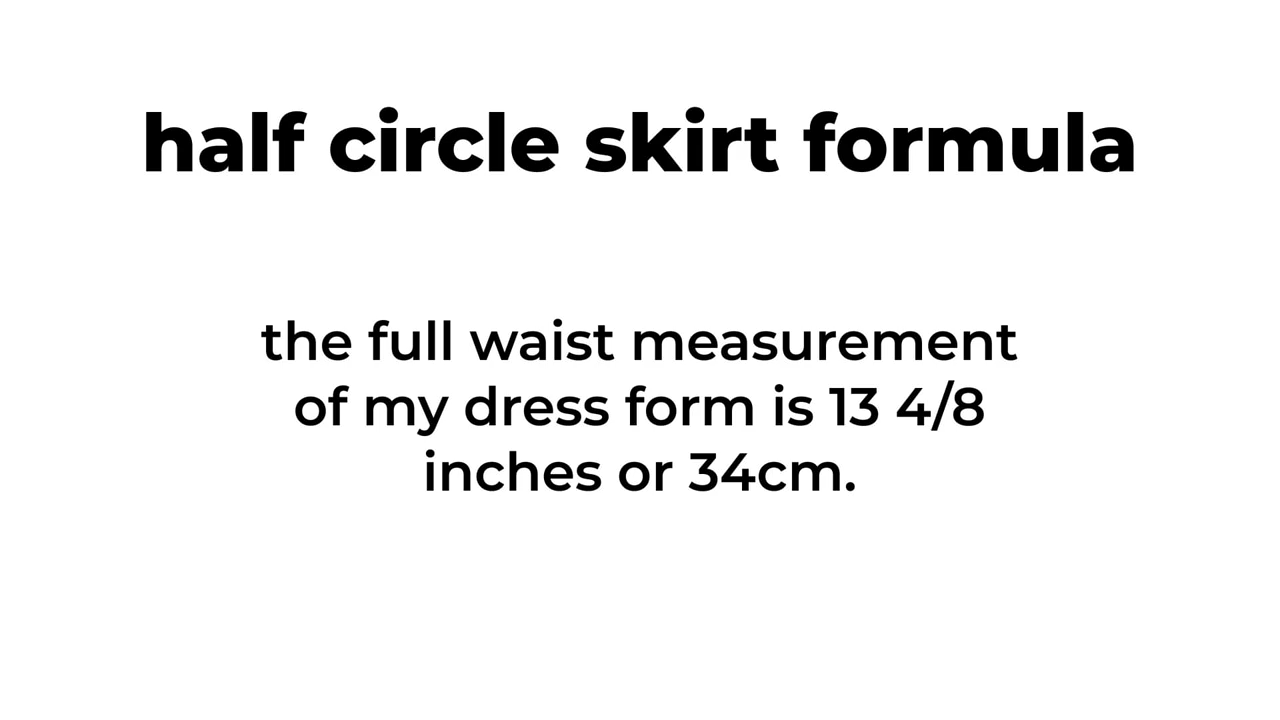 half circle skirt formula
the full waist measurement
of my dress form is 13 4/8
inches or 34cm.